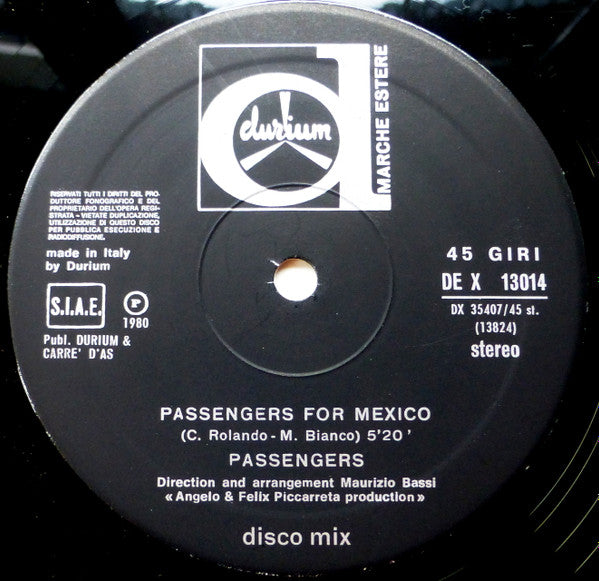 durium
MARCHE ESTERE
RISERVATI TUTTI I DIRITTI DEL PRO-
DUTTORE FONOGRAFICO E DEL
PROPRIETARIO DELL'OPERA REGI-
STRATA - VIETATE DUPLICAZIONE,
UTILIZZAZIONE DI QUESTO DISCO
PER PUBBLICA ESECUZIONE E
RADIODIFFUSIONE.
made in Italy
by Durium
S.I.A.E.
P
1980
Publ. DURIUM &
CARRE' D'AS
45 GIRI
DE X 13014
DX 35407/45 st.
(13824)
stereo
PASSENGERS FOR MEXICO
(C. Rolando - M. Bianco) 5'20'
PASSENGERS
Direction and arrangement Maurizio Bassi
« Angelo & Felix Piccarreta production »
disco mix